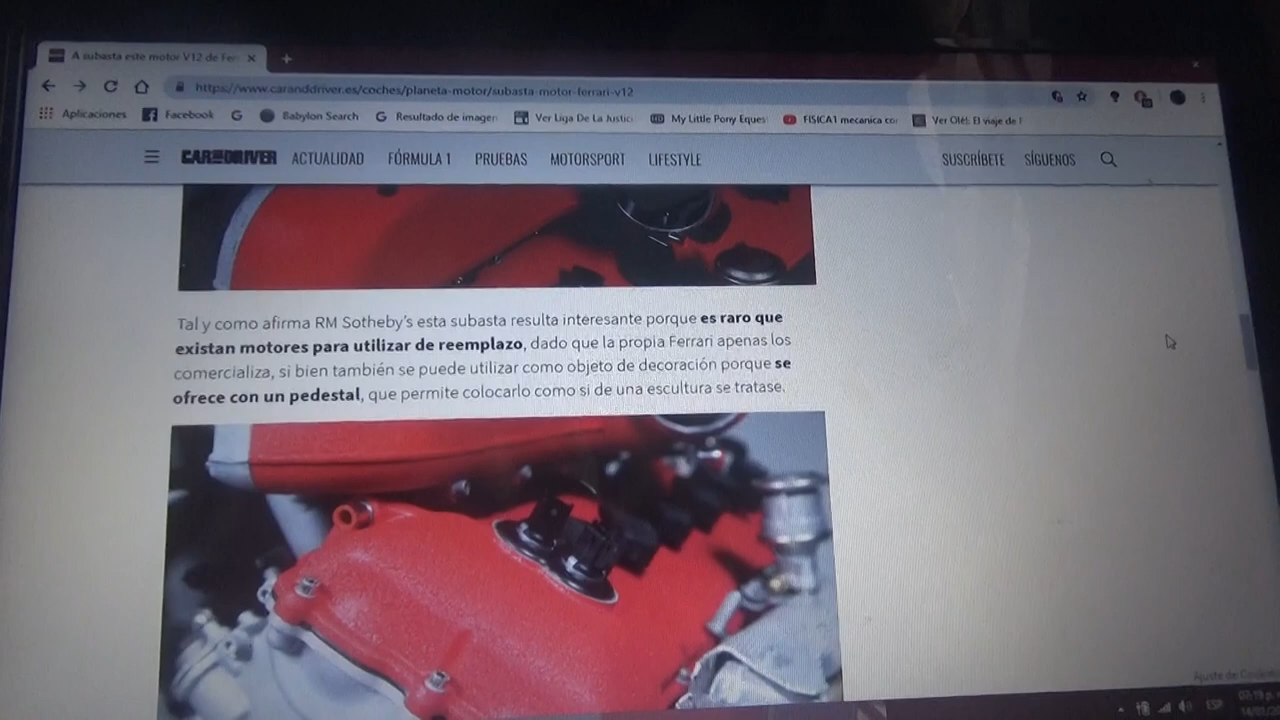 A subasta este motor V12 de Fer
https://www.caranddriver.es/coches/planeta-motor/subasta-motor-ferrari-v12
Aplicaciones Facebook G Babylon Search Resultado de imagen Ver Liga De La Justic My Little Pony Eques FISICA1 mecanica co Ver Olé!: El viaje de
CAR AND DRIVER ACTUALIDAD FÓRMULA 1 PRUEBAS MOTORSPORT LIFESTYLE SUSCRÍBETE SÍGUENOS
Tal y como afirma RM Sotheby's esta subasta resulta interesante porque es raro que
existan motores para utilizar de reemplazo, dado que la propia Ferrari apenas los
comercializa, si bien también se puede utilizar como objeto de decoración porque se
ofrece con un pedestal, que permite colocarlo como si de una escultura se tratase.
Ajuste de
ESP